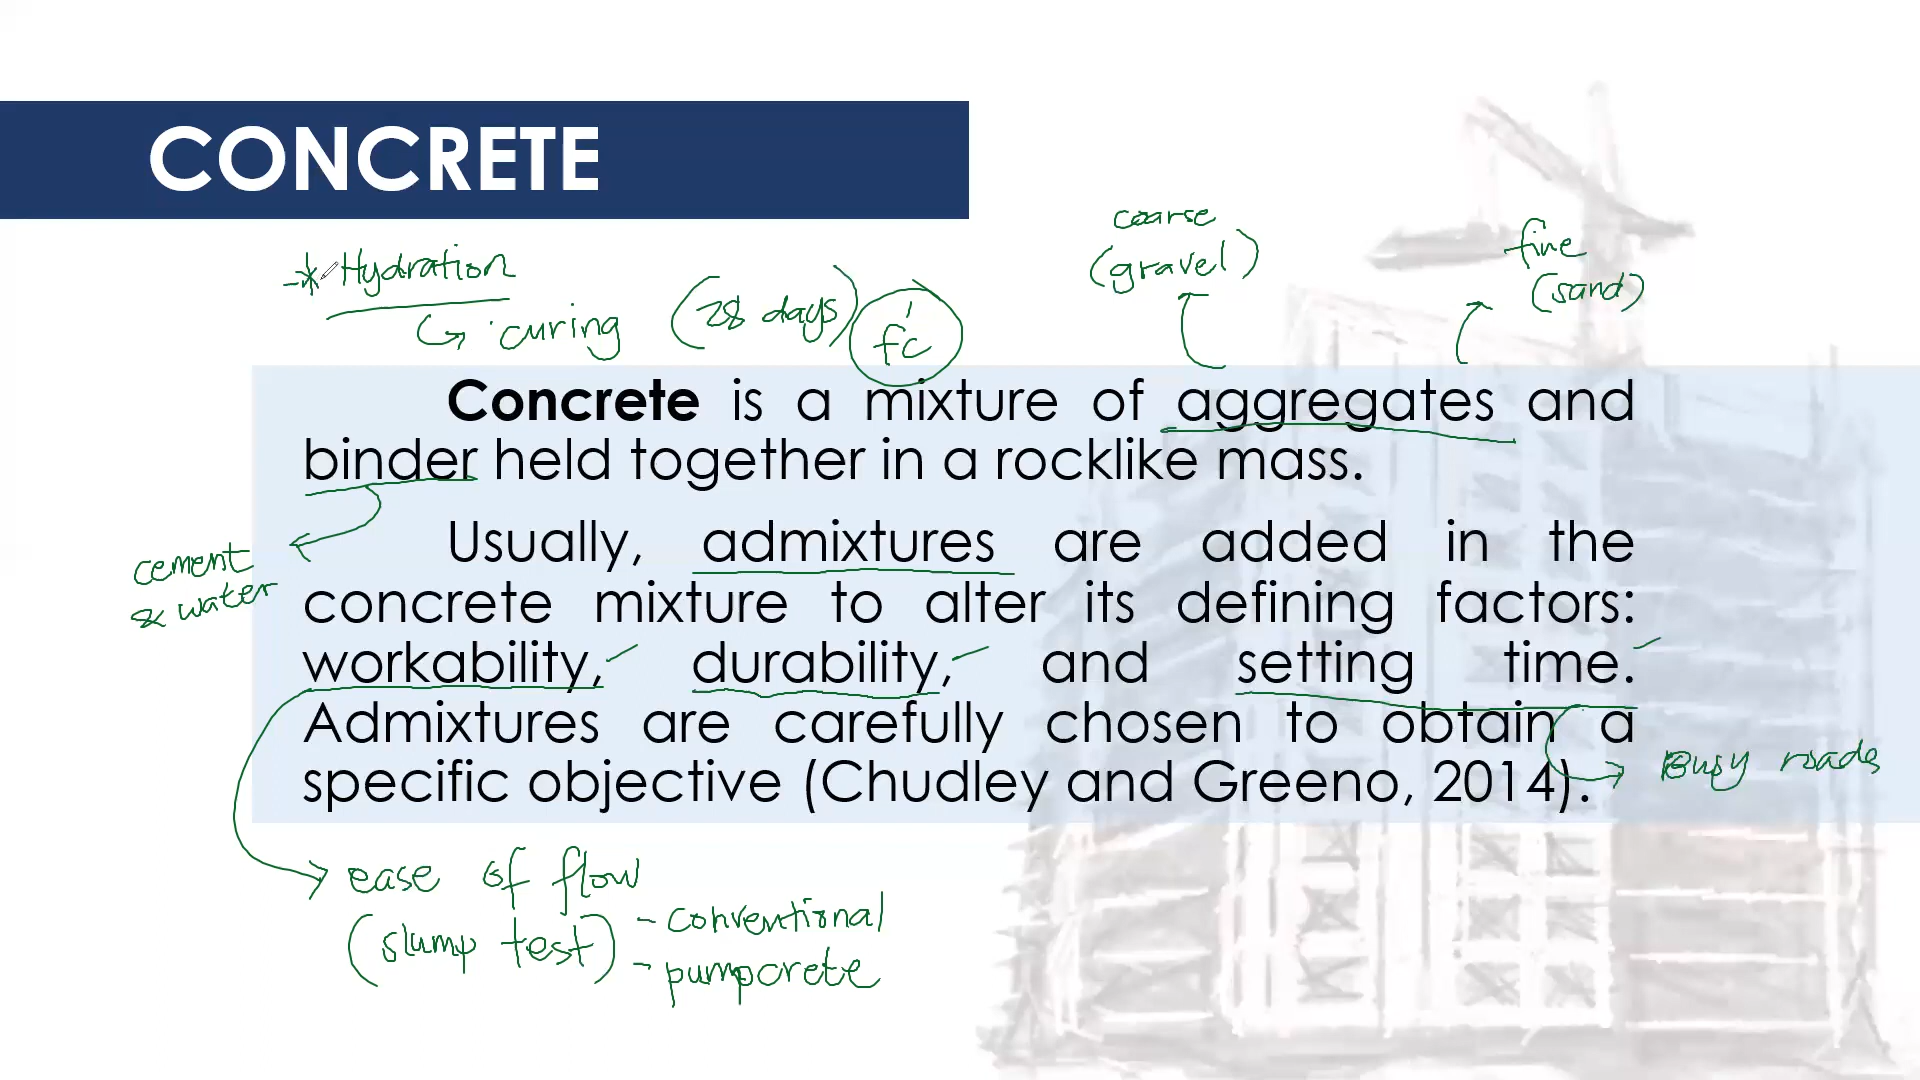 CONCRETE
coarse
(gravel)
fine
(sand)
* Hydration
curing (28 days) f'c
Concrete is a mixture of aggregates and
binder held together in a rocklike mass.
cement
& water
Usually, admixtures are added in the
concrete mixture to alter its defining factors:
workability, durability, and setting time.
Admixtures are carefully chosen to obtain a
specific objective (Chudley and Greeno, 2014).
Busy roads
ease of flow
(slump test) - conventional
- pumpcrete